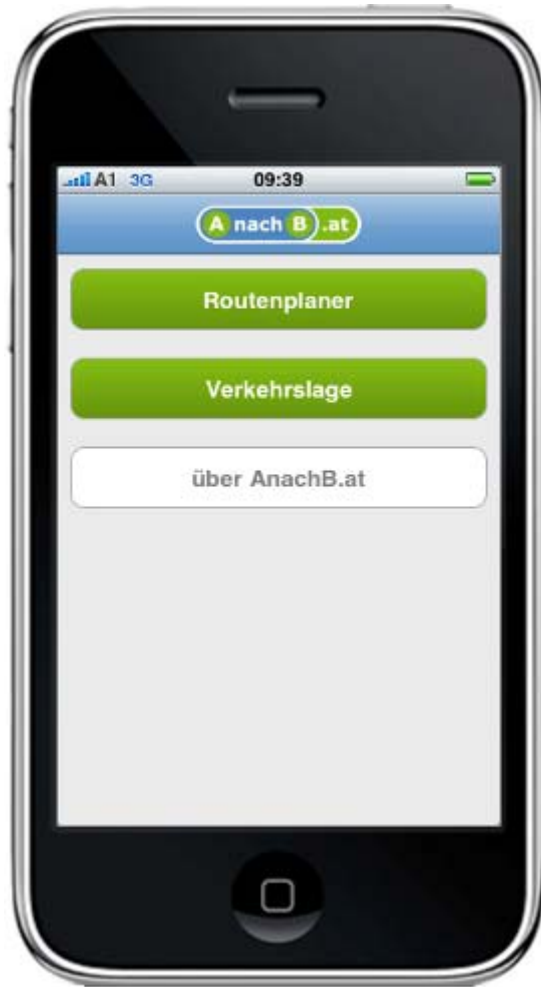 A1 3G 09:39
A nach B .at
Routenplaner
Verkehrslage
über AnachB.at